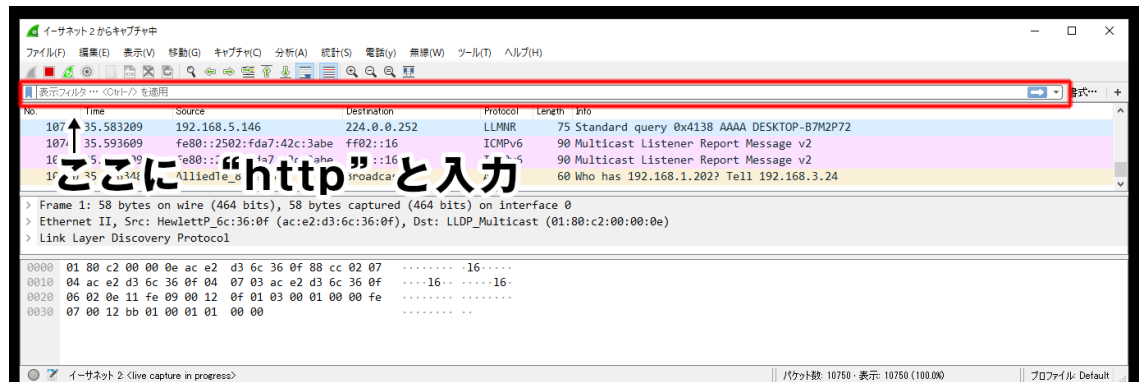 イーサネット 2 からキャプチャ中
ファイル(F) 編集(E) 表示(V) 移動(G) キャプチャ(C) 分析(A) 統計(S) 電話(y) 無線(W) ツール(T) ヘルプ(H)
表示フィルタ … <Ctrl-/> を適用 書式… +
No. Time Source Destination Protocol Length Info
107 35.583209 192.168.5.146 224.0.0.252 LLMNR 75 Standard query 0x4138 AAAA DESKTOP-B7M2P72
107 35.593609 fe80::2502:fda7:42c:3abe ff02::16 ICMPv6 90 Multicast Listener Report Message v2
90 Multicast Listener Report Message v2
60 Who has 192.168.1.202? Tell 192.168.3.24
ここに “http” と入力
> Frame 1: 58 bytes on wire (464 bits), 58 bytes captured (464 bits) on interface 0
> Ethernet II, Src: HewlettP_6c:36:0f (ac:e2:d3:6c:36:0f), Dst: LLDP_Multicast (01:80:c2:00:00:0e)
> Link Layer Discovery Protocol
0000 01 80 c2 00 00 0e ac e2 d3 6c 36 0f 88 cc 02 07 ········ ·l6·····
0010 04 ac e2 d3 6c 36 0f 04 07 03 ac e2 d3 6c 36 0f ····l6·· ·····l6·
0020 06 02 0e 11 fe 09 00 12 0f 01 03 00 01 00 00 fe ········ ········
0030 07 00 12 bb 01 00 01 01 00 00 ········ ··
イーサネット 2: <live capture in progress> パケット数: 10750 · 表示: 10750 (100.0%) プロファイル: Default